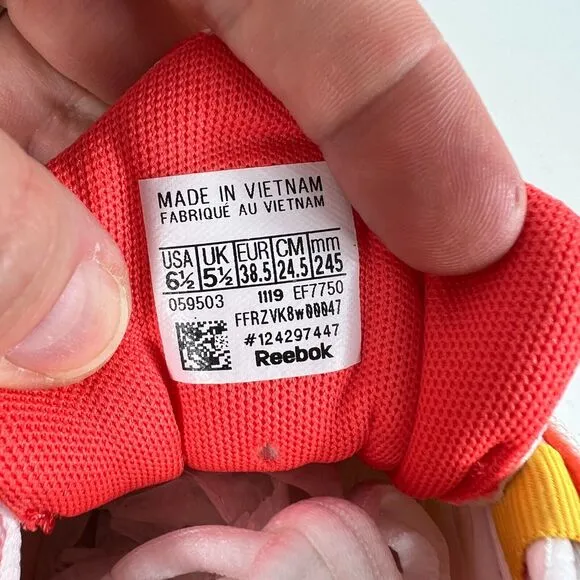 MADE IN VIETNAM
FABRIQUÉ AU VIETNAM
USA UK EUR CM mm
6½ 5½ 38.5 24.5 245
059503 1119 EF7750
FFRZVK8w00047
#124297447
Reebok